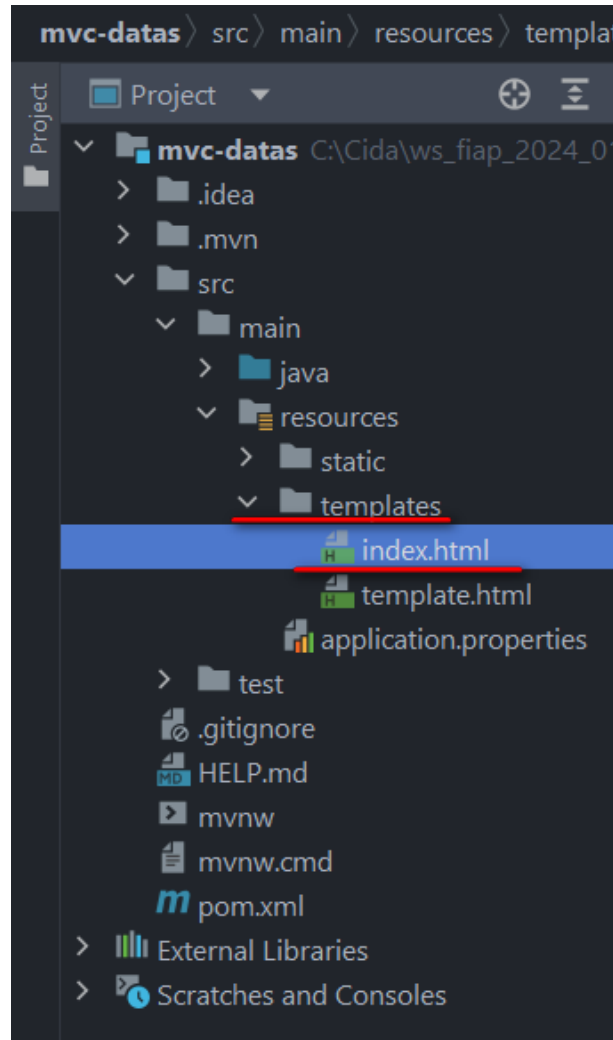 mvc-datas 〉 src 〉 main 〉 resources 〉 templa
Project
Project
mvc-datas C:\Cida\ws_fiap_2024_01
.idea
.mvn
src
main
java
resources
static
templates
index.html
template.html
application.properties
test
.gitignore
HELP.md
mvnw
mvnw.cmd
pom.xml
External Libraries
Scratches and Consoles